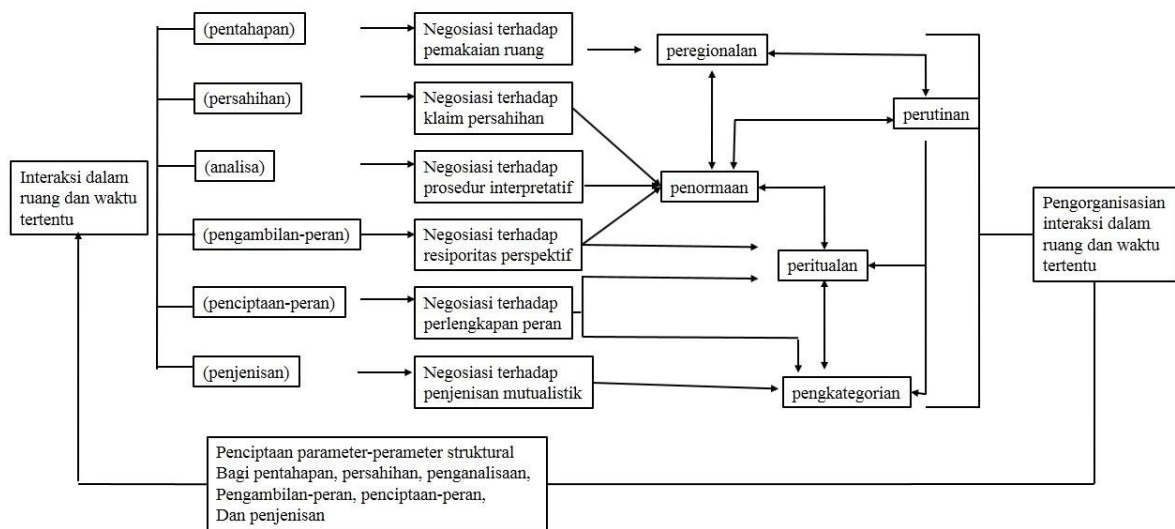 (pentahapan)
Negosiasi terhadap
pemakaian ruang
peregionalan
(persahihan)
Negosiasi terhadap
klaim persahihan
perutinan
Interaksi dalam
ruang dan waktu
tertentu
(analisa)
Negosiasi terhadap
prosedur interpretatif
penormaan
Pengorganisasian
interaksi dalam
ruang dan waktu
tertentu
(pengambilan-peran)
Negosiasi terhadap
resiporitas perspektif
peritualan
(penciptaan-peran)
Negosiasi terhadap
perlengkapan peran
(penjenisan)
Negosiasi terhadap
penjenisan mutualistik
pengkategorian
Penciptaan parameter-perameter struktural
Bagi pentahapan, persahihan, penganalisaan,
Pengambilan-peran, penciptaan-peran,
Dan penjenisan